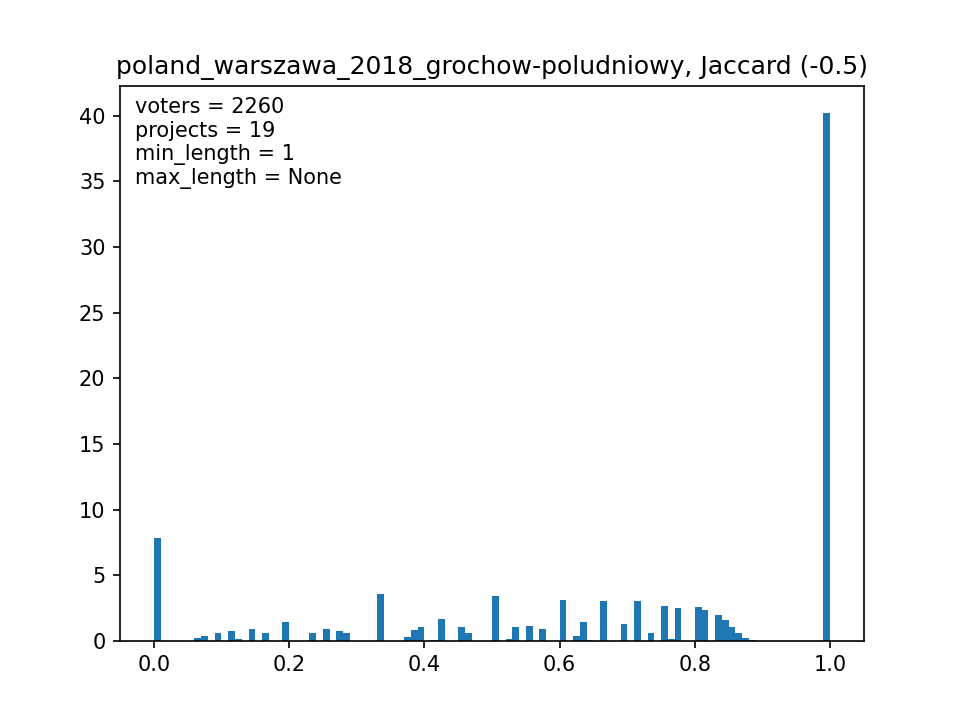 poland_warszawa_2018_grochow-poludniowy, Jaccard (-0.5)
voters = 2260
projects = 19
min_length = 1
max_length = None
40
35
30
25
20
15
10
5
0
0.0 0.2 0.4 0.6 0.8 1.0